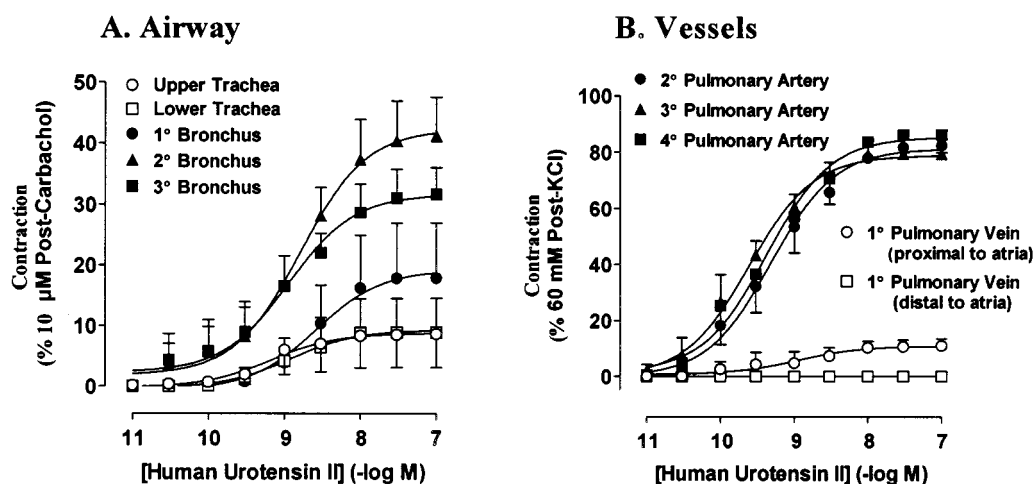 A. Airway
Contraction
(% 10 µM Post-Carbachol)
50
40
30
20
10
0
Upper Trachea
Lower Trachea
1° Bronchus
2° Bronchus
3° Bronchus
11 10 9 8 7
[Human Urotensin II] (-log M)
B. Vessels
Contraction
(% 60 mM Post-KCl)
100
80
60
40
20
0
2° Pulmonary Artery
3° Pulmonary Artery
4° Pulmonary Artery
1° Pulmonary Vein
(proximal to atria)
1° Pulmonary Vein
(distal to atria)
11 10 9 8 7
[Human Urotensin II] (-log M)